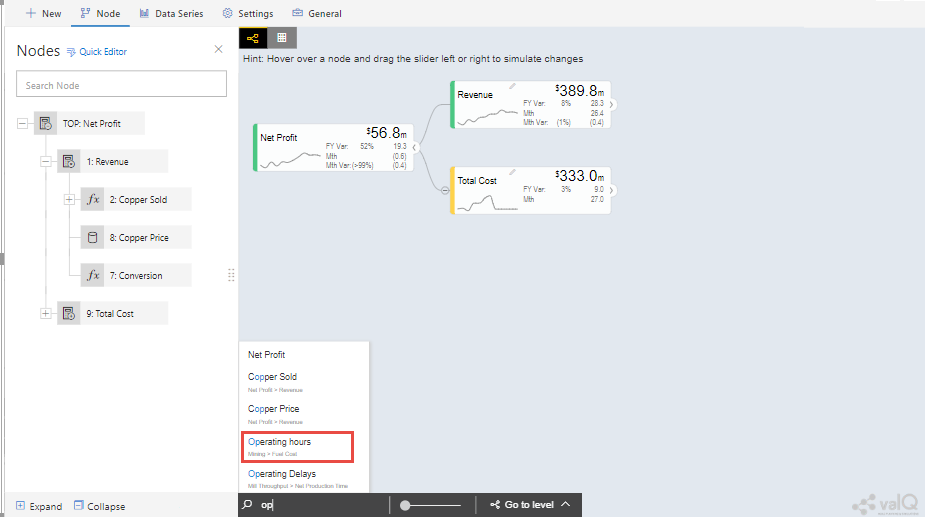 New Node Data Series Settings General
Nodes Quick Editor
Search Node
TOP: Net Profit
1: Revenue
fx 2: Copper Sold
8: Copper Price
fx 7: Conversion
9: Total Cost
Expand Collapse
Hint: Hover over a node and drag the slider left or right to simulate changes
Net Profit $56.8m
FY Var: 52% 19.3
Mth (0.6)
Mth Var:(>99%) (0.4)
Revenue $389.8m
FY Var: 8% 28.3
Mth 26.4
Mth Var: (1%) (0.4)
Total Cost $333.0m
FY Var: 3% 9.0
Mth 27.0
Net Profit
Copper Sold
Net Profit > Revenue
Copper Price
Net Profit > Revenue
Operating hours
Mining > Fuel Cost
Operating Delays
Mill Throughput > Net Production Time
op Go to level
valQ